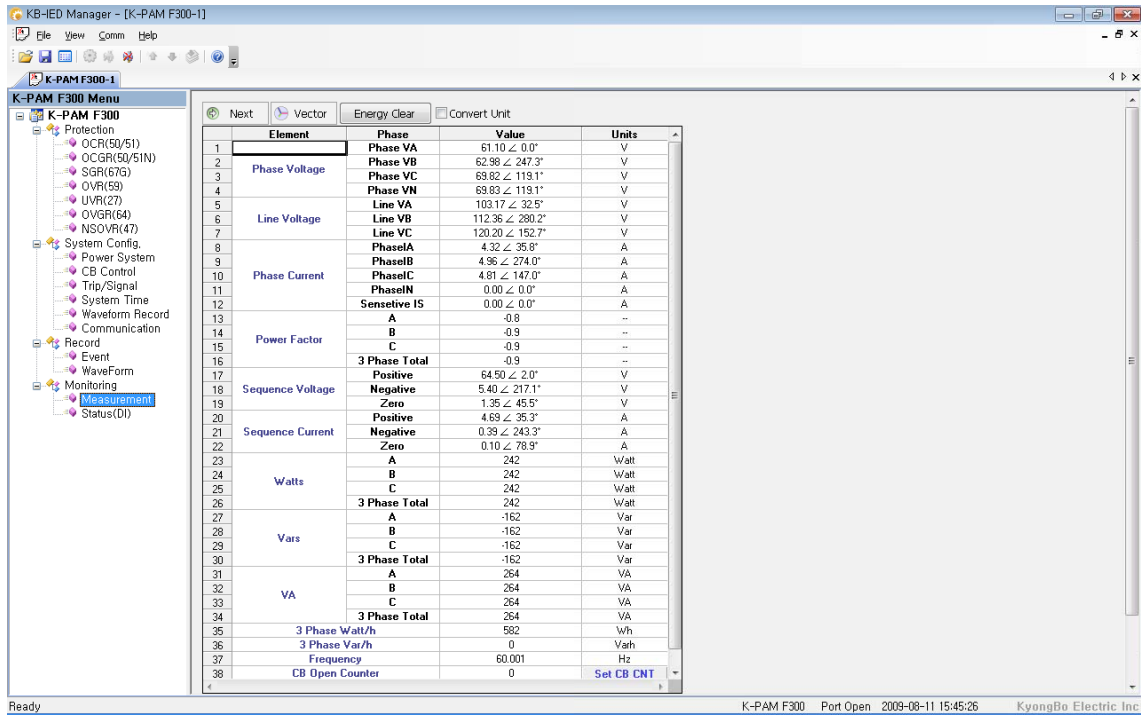 KB-IED Manager - [K-PAM F300-1]
File View Comm Help
K-PAM F300-1
K-PAM F300 Menu
K-PAM F300
Protection
OCR(50/51)
OCGR(50/51N)
SGR(67G)
OVR(59)
UVR(27)
OVGR(64)
NSOVR(47)
System Config.
Power System
CB Control
Trip/Signal
System Time
Waveform Record
Communication
Record
Event
WaveForm
Monitoring
Measurement
Status(DI)
Next Vector Energy Clear Convert Unit
Element Phase Value Units
1 Phase VA 61.10 ∠ 0.0° V
2 Phase Voltage Phase VB 62.98 ∠ 247.3° V
3 Phase VC 69.82 ∠ 119.1° V
4 Phase VN 69.83 ∠ 119.1° V
5 Line VA 103.17 ∠ 32.5° V
6 Line Voltage Line VB 112.36 ∠ 280.2° V
7 Line VC 120.20 ∠ 152.7° V
8 PhaseIA 4.32 ∠ 35.8° A
9 PhaseIB 4.96 ∠ 274.0° A
10 Phase Current PhaseIC 4.81 ∠ 147.0° A
11 PhaseIN 0.00 ∠ 0.0° A
12 Sensetive IS 0.00 ∠ 0.0° A
13 A -0.8 --
14 Power Factor B -0.9 --
15 C -0.9 --
16 3 Phase Total -0.9 --
17 Positive 64.50 ∠ 2.0° V
18 Sequence Voltage Negative 5.40 ∠ 217.1° V
19 Zero 1.35 ∠ 45.5° V
20 Positive 4.69 ∠ 35.3° A
21 Sequence Current Negative 0.39 ∠ 243.3° A
22 Zero 0.10 ∠ 78.9° A
23 A 242 Watt
24 Watts B 242 Watt
25 C 242 Watt
26 3 Phase Total 242 Watt
27 A -162 Var
28 Vars B -162 Var
29 C -162 Var
30 3 Phase Total -162 Var
31 A 264 VA
32 VA B 264 VA
33 C 264 VA
34 3 Phase Total 264 VA
35 3 Phase Watt/h 582 Wh
36 3 Phase Var/h 0 Varh
37 Frequency 60.001 Hz
38 CB Open Counter 0 Set CB CNT
Ready K-PAM F300 Port Open 2009-08-11 15:45:26 KyongBo Electric Inc